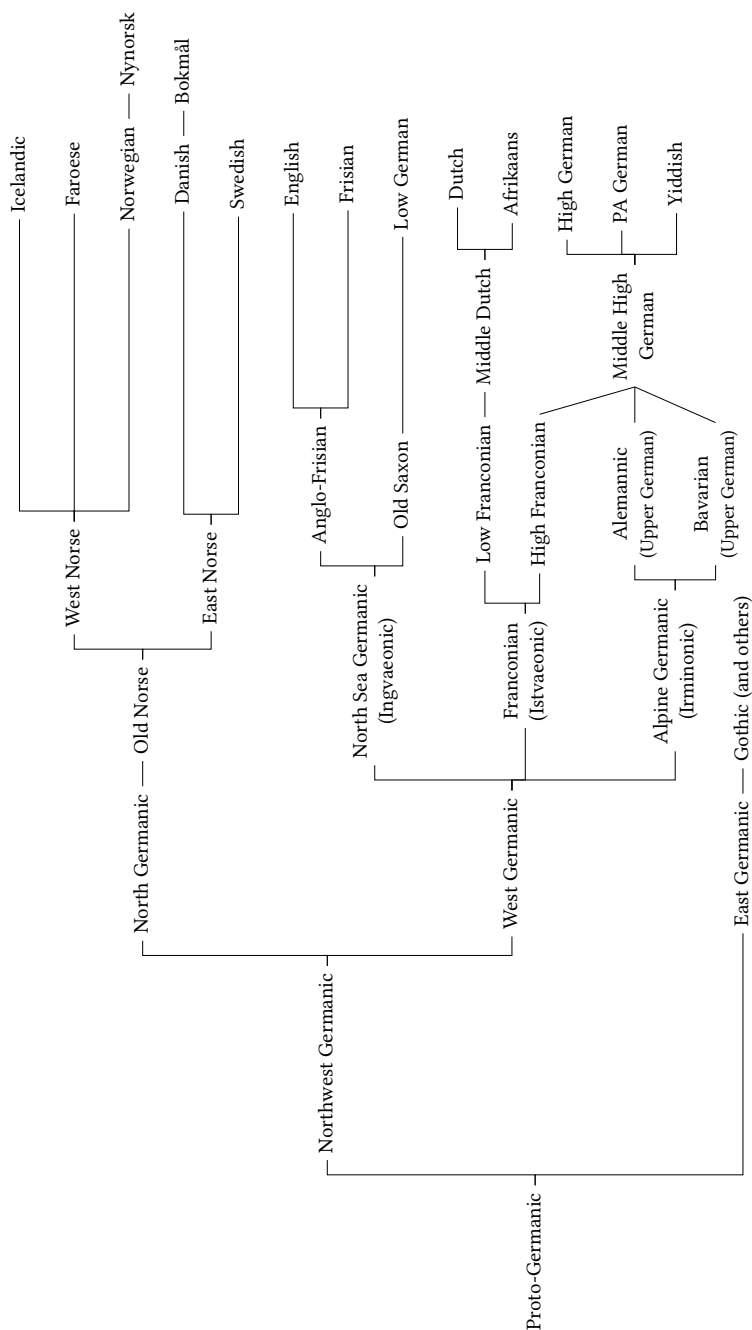 Proto-Germanic
Northwest Germanic
North Germanic
Old Norse
West Norse
Icelandic
Faroese
Norwegian
Nynorsk
East Norse
Danish
Bokmål
Swedish
West Germanic
North Sea Germanic
(Ingvaeonic)
Anglo-Frisian
English
Frisian
Old Saxon
Low German
Franconian
(Istvaeonic)
Low Franconian
Middle Dutch
Dutch
Afrikaans
High Franconian
Alpine Germanic
(Irminonic)
Alemannic
(Upper German)
Bavarian
(Upper German)
Middle High
German
High German
PA German
Yiddish
East Germanic
Gothic (and others)